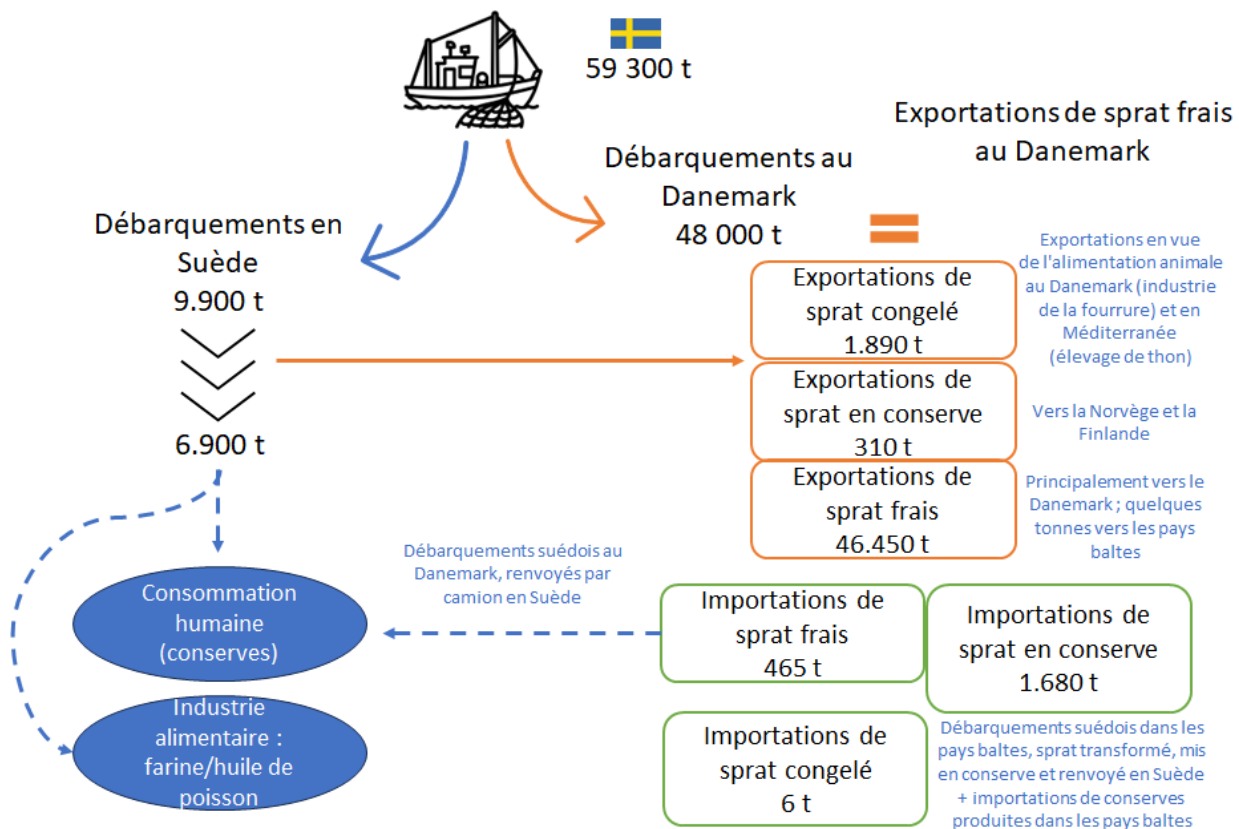 59 300 t
Exportations de sprat frais
au Danemark
Débarquements au
Danemark
48 000 t
Débarquements en
Suède
9.900 t
6.900 t
Exportations de
sprat congelé
1.890 t
Exportations en vue
de l'alimentation animale
au Danemark (industrie
de la fourrure) et en
Méditerranée
(élevage de thon)
Exportations de
sprat en conserve
310 t
Vers la Norvège et la
Finlande
Exportations de
sprat frais
46.450 t
Principalement vers le
Danemark ; quelques
tonnes vers les pays
baltes
Débarquements suédois au
Danemark, renvoyés par
camion en Suède
Consommation
humaine
(conserves)
Importations de
sprat frais
465 t
Importations de
sprat en conserve
1.680 t
Industrie
alimentaire :
farine/huile de
poisson
Importations de
sprat congelé
6 t
Débarquements suédois dans les
pays baltes, sprat transformé, mis
en conserve et renvoyé en Suède
+ importations de conserves
produites dans les pays baltes